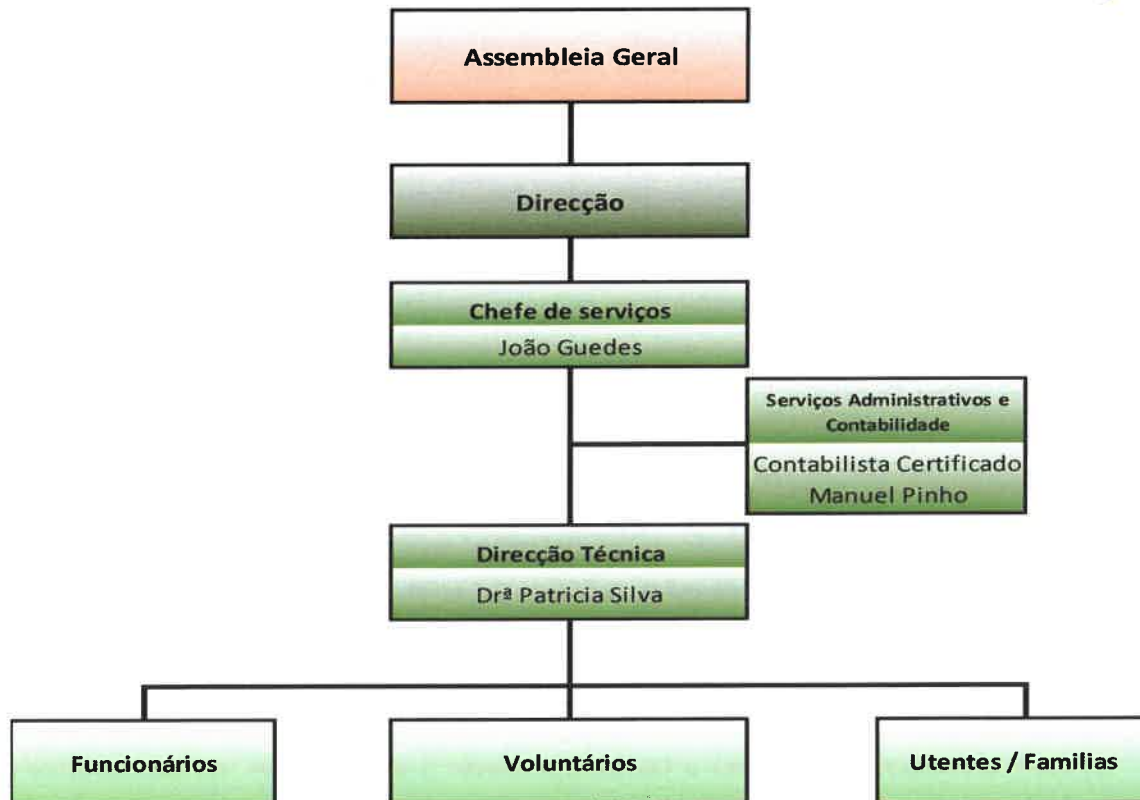 Assembleia Geral
Direcção
Chefe de serviços
João Guedes
Serviços Administrativos e
Contabilidade
Contabilista Certificado
Manuel Pinho
Direcção Técnica
Drª Patricia Silva
Funcionários
Voluntários
Utentes / Familias